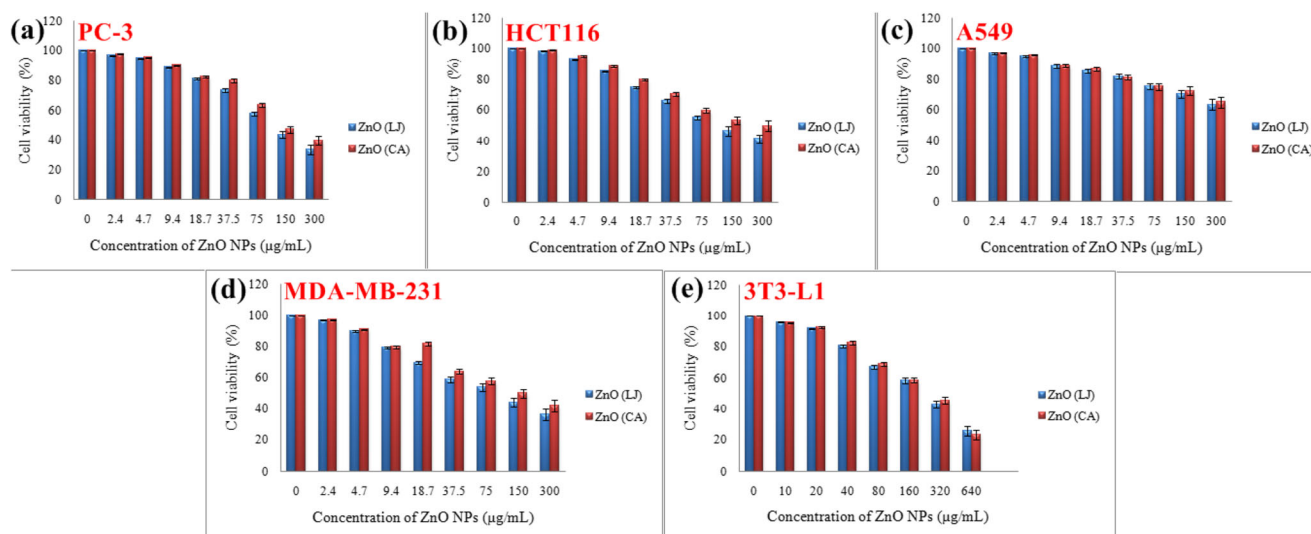 (a) PC-3
Cell viability (%)
120
100
80
60
40
20
0
0 2.4 4.7 9.4 18.7 37.5 75 150 300
Concentration of ZnO NPs (µg/mL)
ZnO (LJ)
ZnO (CA)
(b) HCT116
Cell viability (%)
120
100
80
60
40
20
0
0 2.4 4.7 9.4 18.7 37.5 75 150 300
Concentration of ZnO NPs (µg/mL)
ZnO (LJ)
ZnO (CA)
(c) A549
Cell viability (%)
120
100
80
60
40
20
0
0 2.4 4.7 9.4 18.7 37.5 75 150 300
Concentration of ZnO NPs (µg/mL)
ZnO (LJ)
ZnO (CA)
(d) MDA-MB-231
Cell viability (%)
120
100
80
60
40
20
0
0 2.4 4.7 9.4 18.7 37.5 75 150 300
Concentration of ZnO NPs (µg/mL)
ZnO (LJ)
ZnO (CA)
(e) 3T3-L1
Cell viability (%)
120
100
80
60
40
20
0
0 10 20 40 80 160 320 640
Concentration of ZnO NPs (µg/mL)
ZnO (LJ)
ZnO (CA)